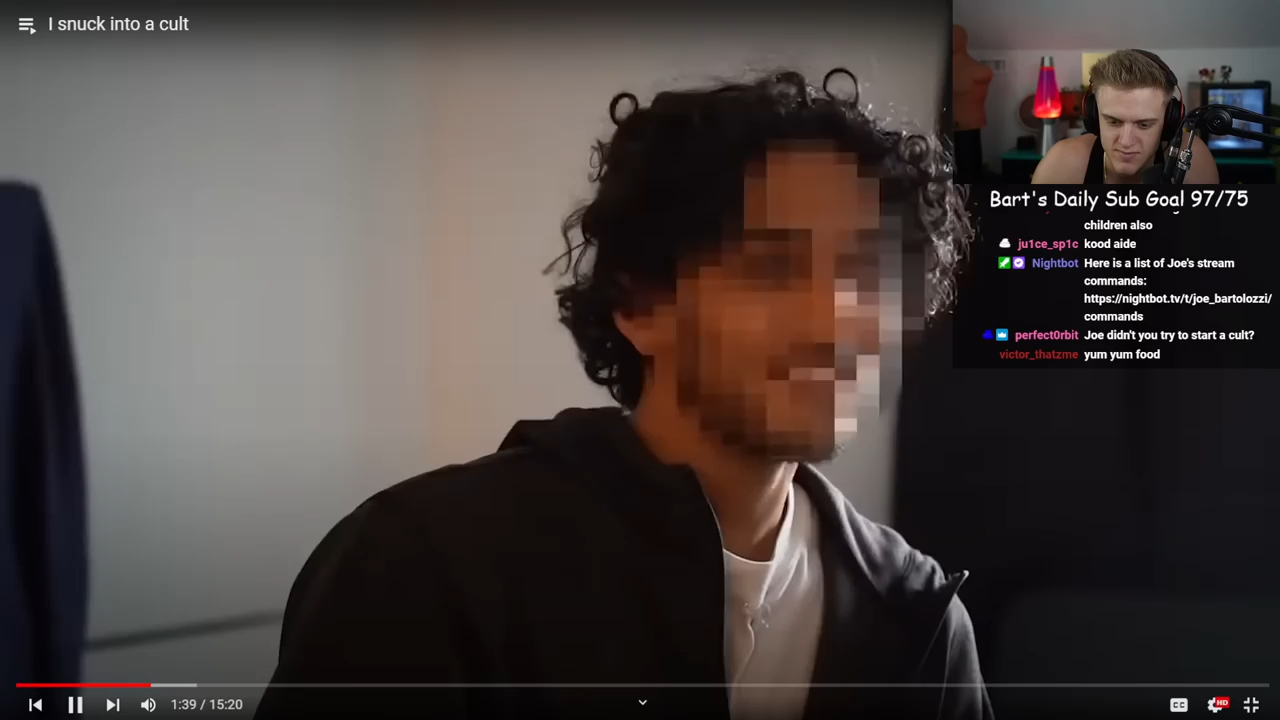 I snuck into a cult
Bart's Daily Sub Goal 97/75
children also
ju1ce_sp1c kood aide
Nightbot Here is a list of Joe's stream
commands:
https://nightbot.tv/t/joe_bartolozzi/
commands
perfect0rbit Joe didn't you try to start a cult?
victor_thatzme yum yum food
1:39 / 15:20
CC
HD